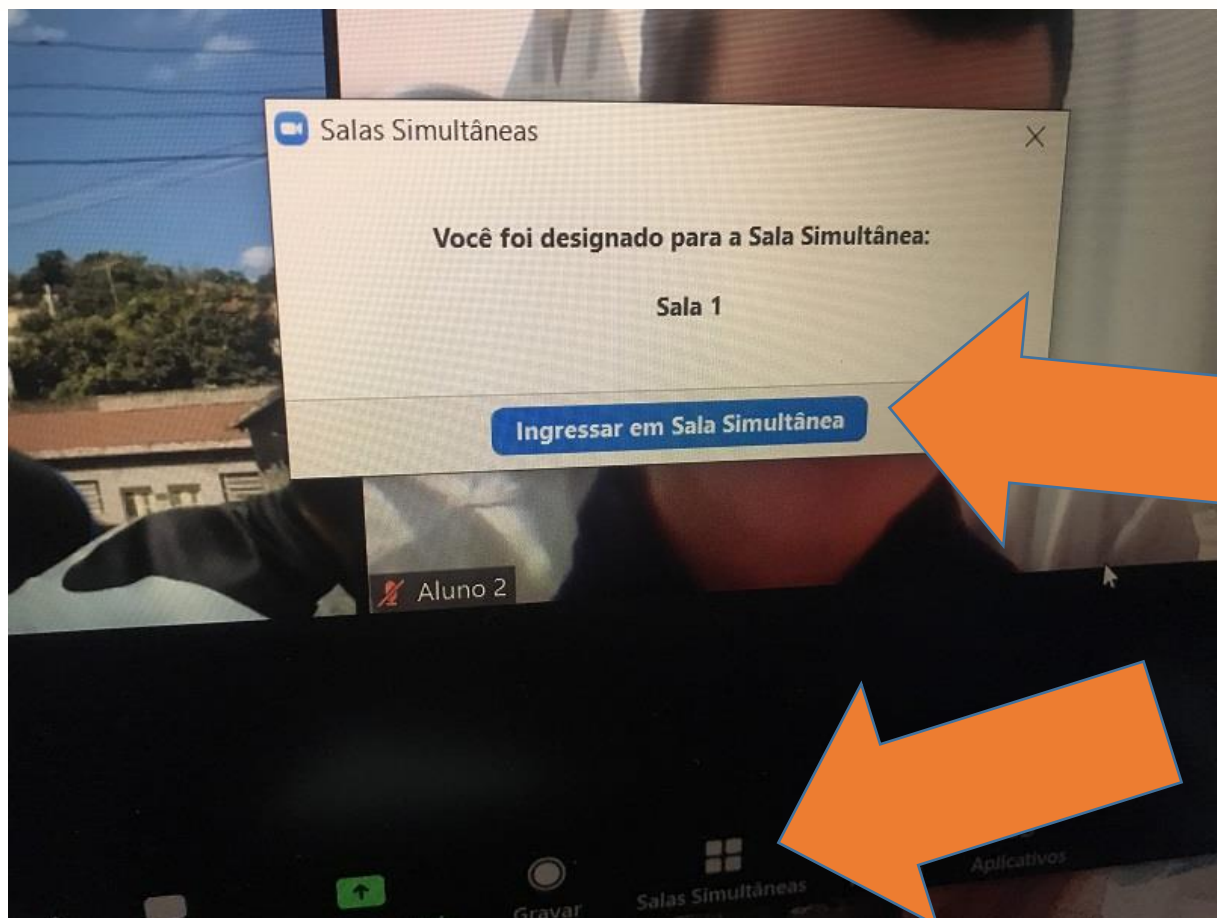 Salas Simultâneas
Você foi designado para a Sala Simultânea:
Sala 1
Ingressar em Sala Simultânea
Aluno 2
Gravar
Salas Simultâneas
Aplicativos